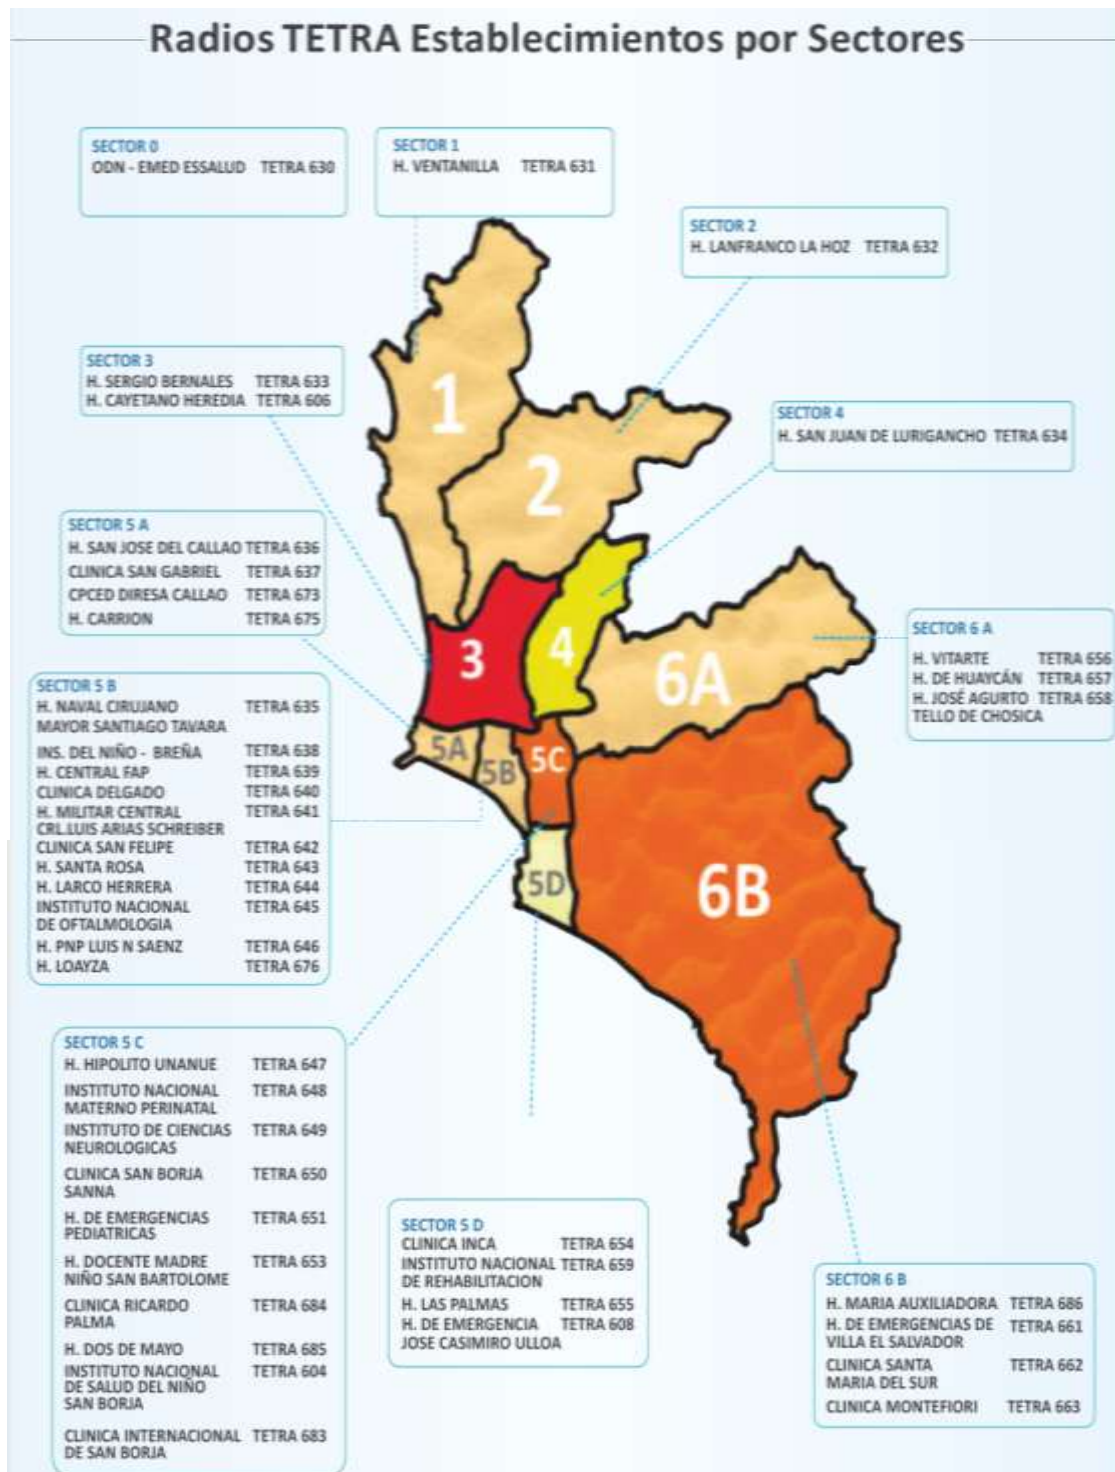 Radios TETRA Establecimientos por Sectores
SECTOR 0
ODN - EMED ESSALUD TETRA 630
SECTOR 1
H. VENTANILLA TETRA 631
SECTOR 2
H. LANFRANCO LA HOZ TETRA 632
SECTOR 3
H. SERGIO BERNALES TETRA 633
H. CAYETANO HEREDIA TETRA 606
SECTOR 4
H. SAN JUAN DE LURIGANCHO TETRA 634
SECTOR 5 A
H. SAN JOSE DEL CALLAO TETRA 636
CLINICA SAN GABRIEL TETRA 637
CPCED DIRESA CALLAO TETRA 673
H. CARRION TETRA 675
SECTOR 6 A
H. VITARTE TETRA 656
H. DE HUAYCÁN TETRA 657
H. JOSÉ AGURTO TETRA 658
TELLO DE CHOSICA
SECTOR 5 B
H. NAVAL CIRUJANO TETRA 635
MAYOR SANTIAGO TAVARA
INS. DEL NIÑO - BREÑA TETRA 638
H. CENTRAL FAP TETRA 639
CLINICA DELGADO TETRA 640
H. MILITAR CENTRAL TETRA 641
CRL.LUIS ARIAS SCHREIBER
CLINICA SAN FELIPE TETRA 642
H. SANTA ROSA TETRA 643
H. LARCO HERRERA TETRA 644
INSTITUTO NACIONAL TETRA 645
DE OFTALMOLOGIA
H. PNP LUIS N SAENZ TETRA 646
H. LOAYZA TETRA 676
1
2
3
4
6A
5A
5B
5C
5D
6B
SECTOR 5 C
H. HIPOLITO UNANUE TETRA 647
INSTITUTO NACIONAL TETRA 648
MATERNO PERINATAL
INSTITUTO DE CIENCIAS TETRA 649
NEUROLOGICAS
CLINICA SAN BORJA TETRA 650
SANNA
H. DE EMERGENCIAS TETRA 651
PEDIATRICAS
H. DOCENTE MADRE TETRA 653
NIÑO SAN BARTOLOME
CLINICA RICARDO TETRA 684
PALMA
H. DOS DE MAYO TETRA 685
INSTITUTO NACIONAL TETRA 604
DE SALUD DEL NIÑO
SAN BORJA
CLINICA INTERNACIONAL TETRA 683
DE SAN BORJA
SECTOR 5 D
CLINICA INCA TETRA 654
INSTITUTO NACIONAL TETRA 659
DE REHABILITACION
H. LAS PALMAS TETRA 655
H. DE EMERGENCIA TETRA 608
JOSE CASIMIRO ULLOA
SECTOR 6 B
H. MARIA AUXILIADORA TETRA 686
H. DE EMERGENCIAS DE TETRA 661
VILLA EL SALVADOR
CLINICA SANTA TETRA 662
MARIA DEL SUR
CLINICA MONTEFIORI TETRA 663